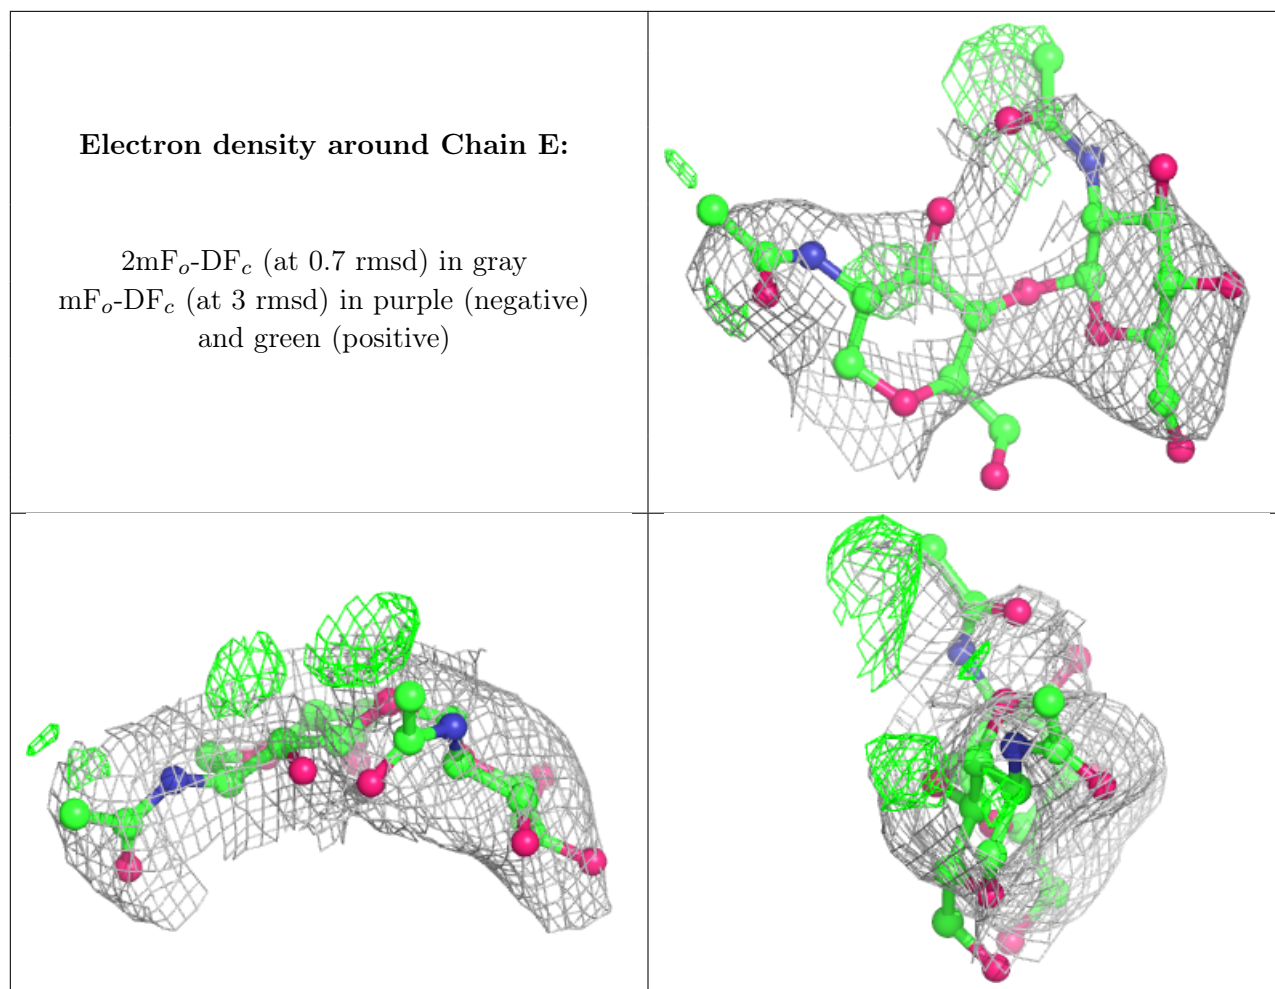 Electron density around Chain E:
2mFo-DFc (at 0.7 rmsd) in gray
mFo-DFc (at 3 rmsd) in purple (negative)
and green (positive)